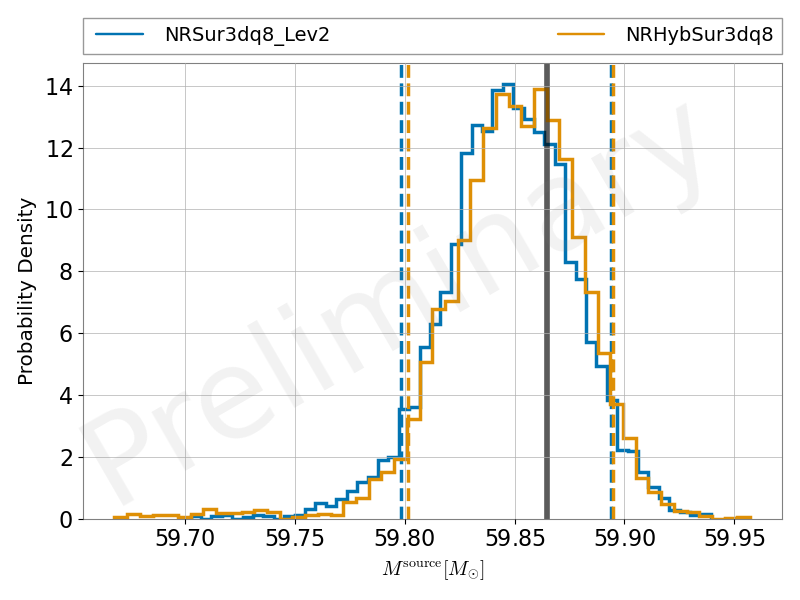 NRSur3dq8_Lev2 NRHybSur3dq8
14
12
10
8
6
4
2
0
Probability Density
Preliminary
59.70 59.75 59.80 59.85 59.90 59.95
M^source [M_⊙]